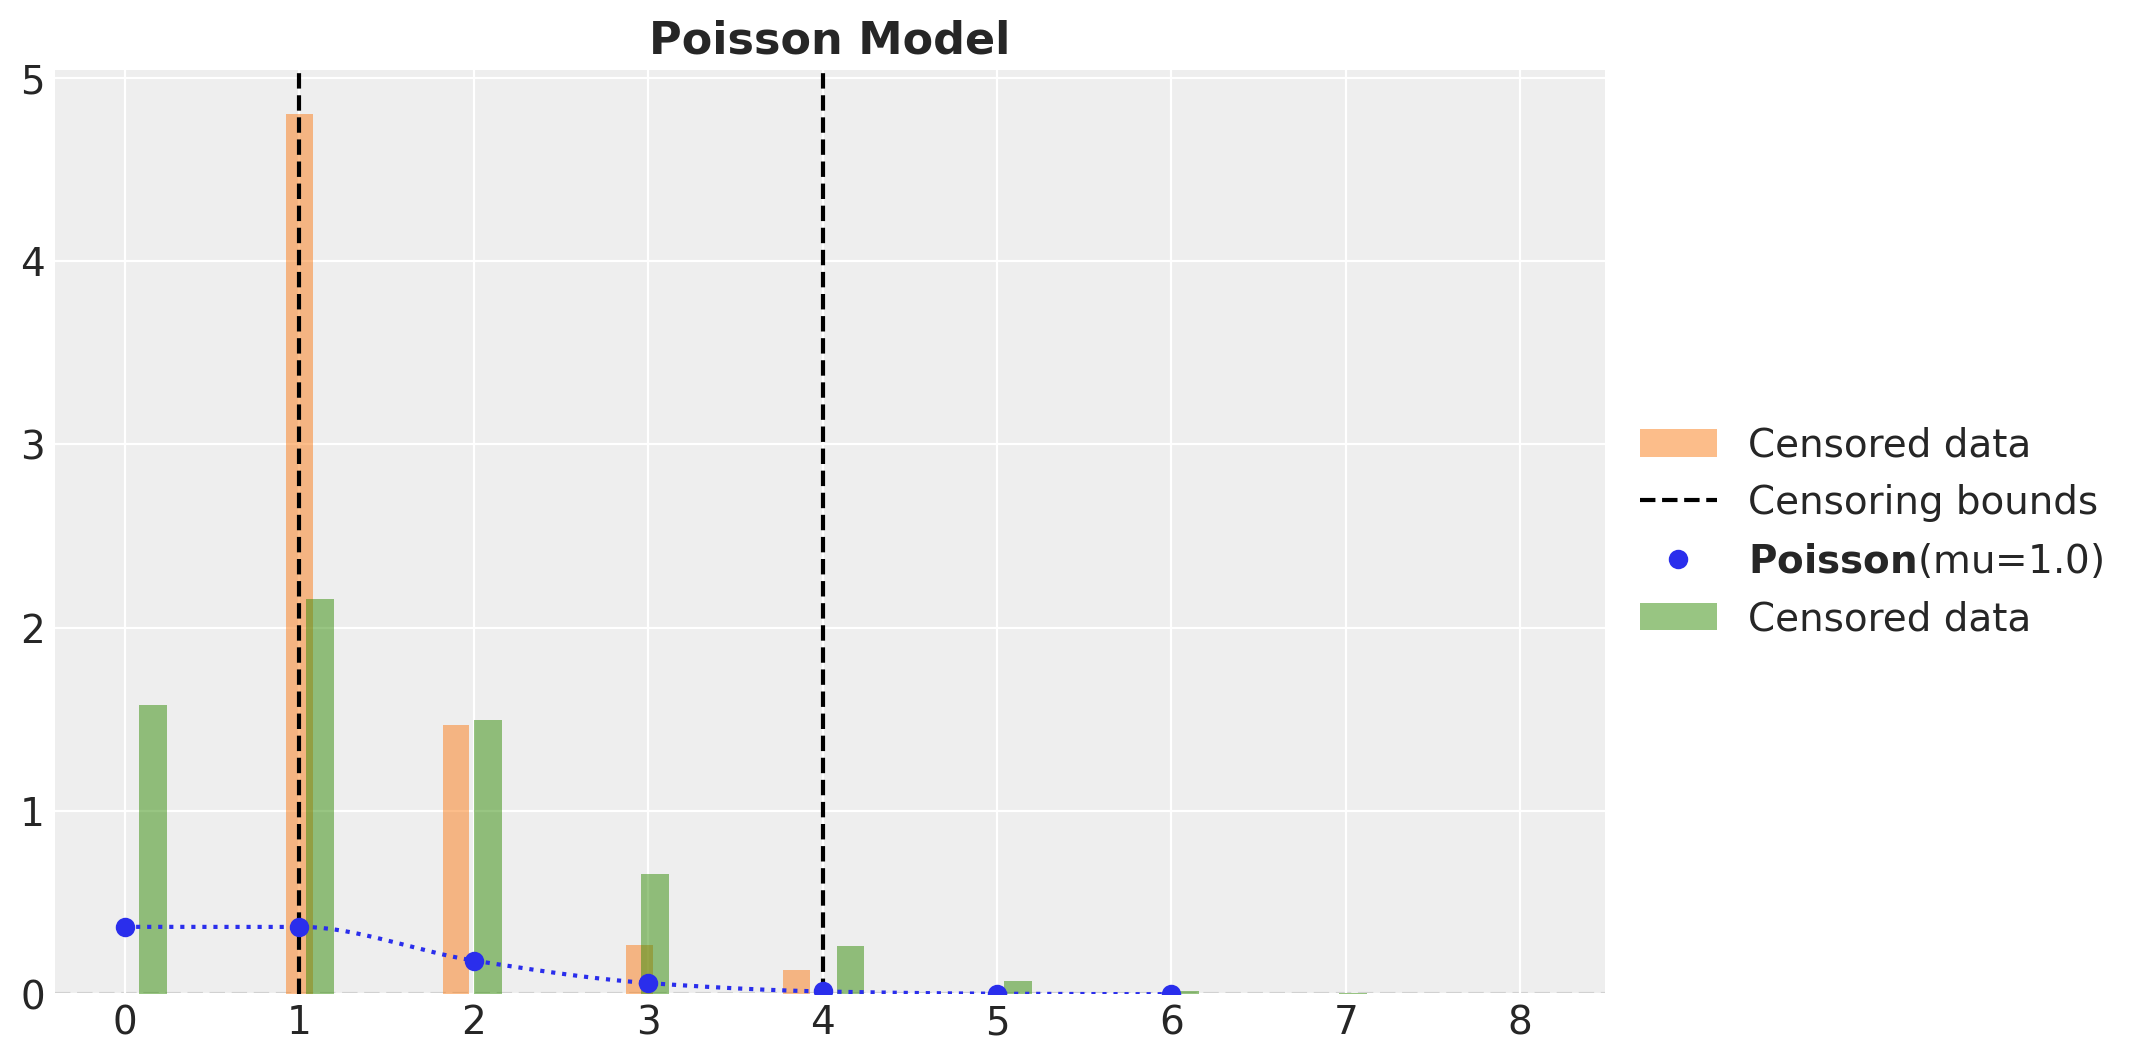 Poisson Model
5
4
3
2
1
0
0 1 2 3 4 5 6 7 8
Censored data
Censoring bounds
Poisson(mu=1.0)
Censored data